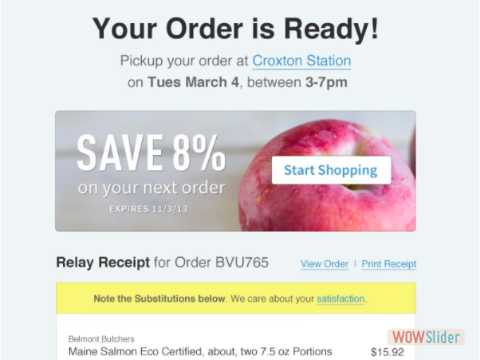 Your Order is Ready!
Pickup your order at Croxton Station
on Tues March 4, between 3-7pm
SAVE 8%
on your next order
EXPIRES 11/3/13
Start Shopping
Relay Receipt for Order BVU765
View Order | Print Receipt
Note the Substitutions below. We care about your satisfaction.
Belmont Butchers
Maine Salmon Eco Certified, about, two 7.5 oz Portions $15.92
WOWSlider